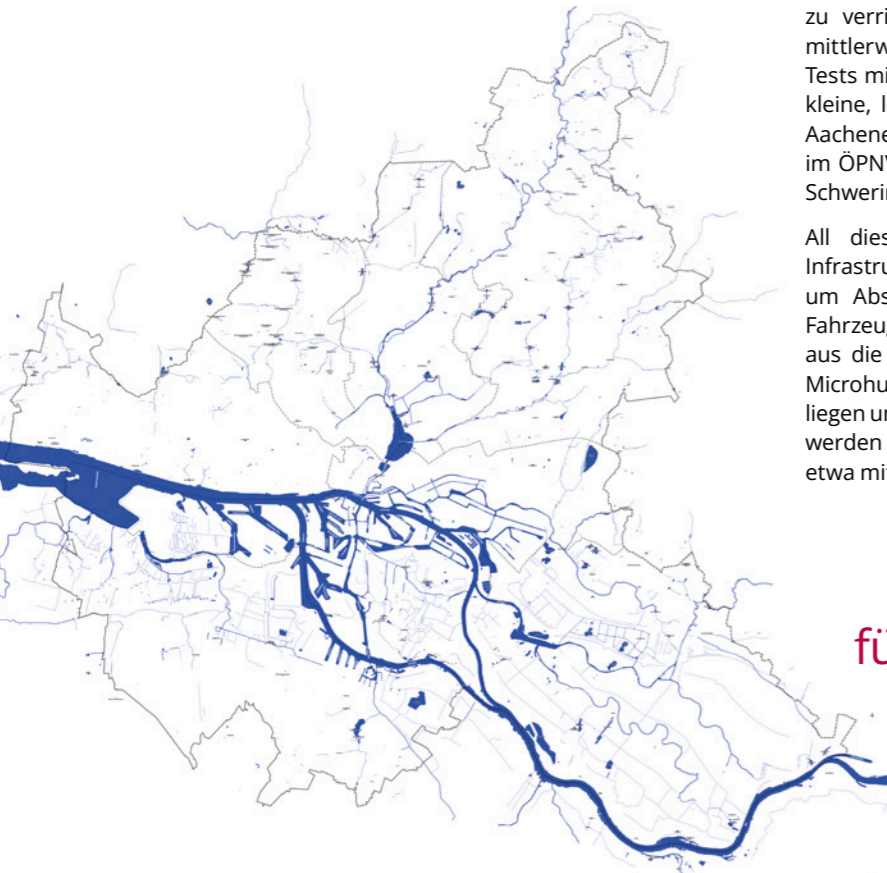 zu verri
mittlerw
Tests mi
kleine, l
Aachene
im ÖPNV
Schwerin
All dies
Infrastru
um Abs
Fahrzeug
aus die
Microhu
liegen un
werden
etwa mit
fü